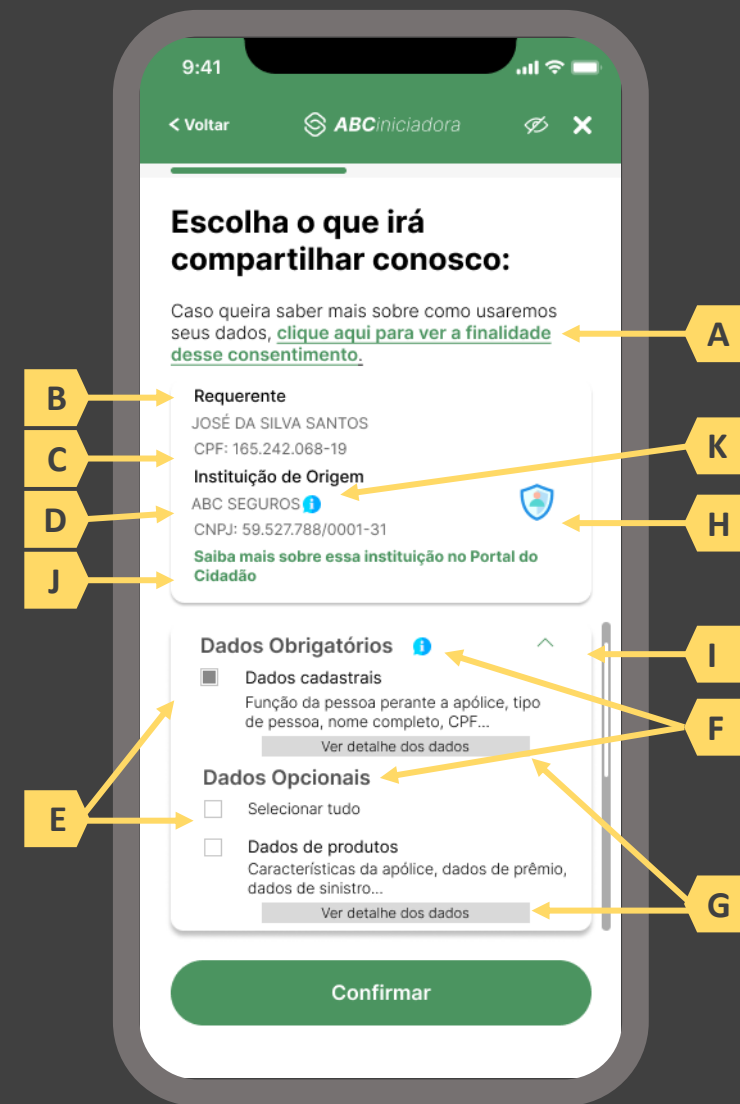 9:41
< Voltar
ABCiniciadora
Escolha o que irá
compartilhar conosco:
Caso queira saber mais sobre como usaremos
seus dados, clique aqui para ver a finalidade
desse consentimento.
A
B
Requerente
JOSÉ DA SILVA SANTOS
C
CPF: 165.242.068-19
K
Instituição de Origem
D
ABC SEGUROS
H
CNPJ: 59.527.788/0001-31
J
Saiba mais sobre essa instituição no Portal do
Cidadão
Dados Obrigatórios
I
Dados cadastrais
Função da pessoa perante a apólice, tipo
de pessoa, nome completo, CPF...
F
Ver detalhe dos dados
Dados Opcionais
E
Selecionar tudo
Dados de produtos
Características da apólice, dados de prêmio,
dados de sinistro...
G
Ver detalhe dos dados
Confirmar